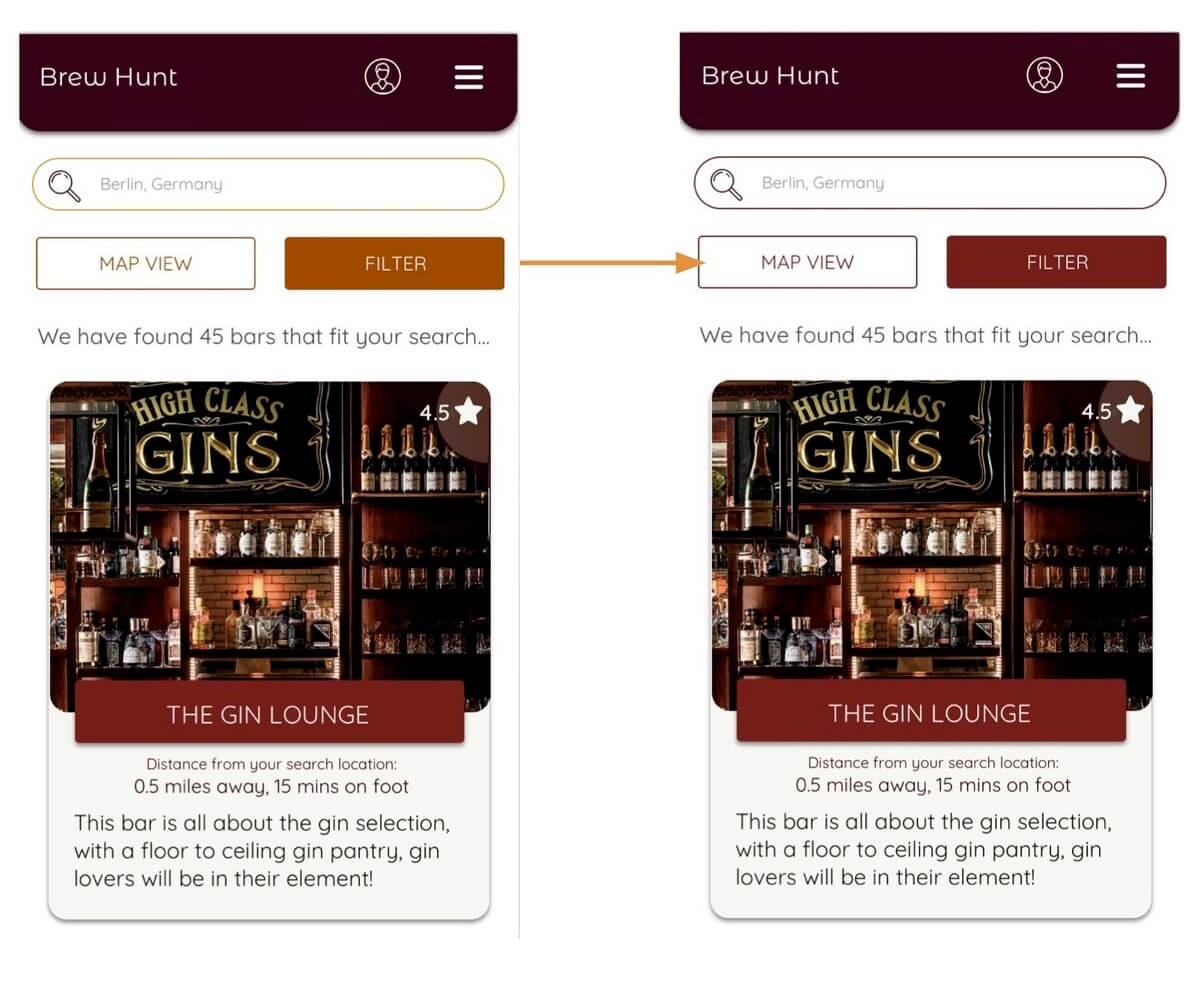 Brew Hunt
Berlin, Germany
MAP VIEW
FILTER
We have found 45 bars that fit your search...
HIGH CLASS
GINS
4.5
THE GIN LOUNGE
Distance from your search location:
0.5 miles away, 15 mins on foot
This bar is all about the gin selection,
with a floor to ceiling gin pantry, gin
lovers will be in their element!
Brew Hunt
Berlin, Germany
MAP VIEW
FILTER
We have found 45 bars that fit your search...
HIGH CLASS
GINS
4.5
THE GIN LOUNGE
Distance from your search location:
0.5 miles away, 15 mins on foot
This bar is all about the gin selection,
with a floor to ceiling gin pantry, gin
lovers will be in their element!